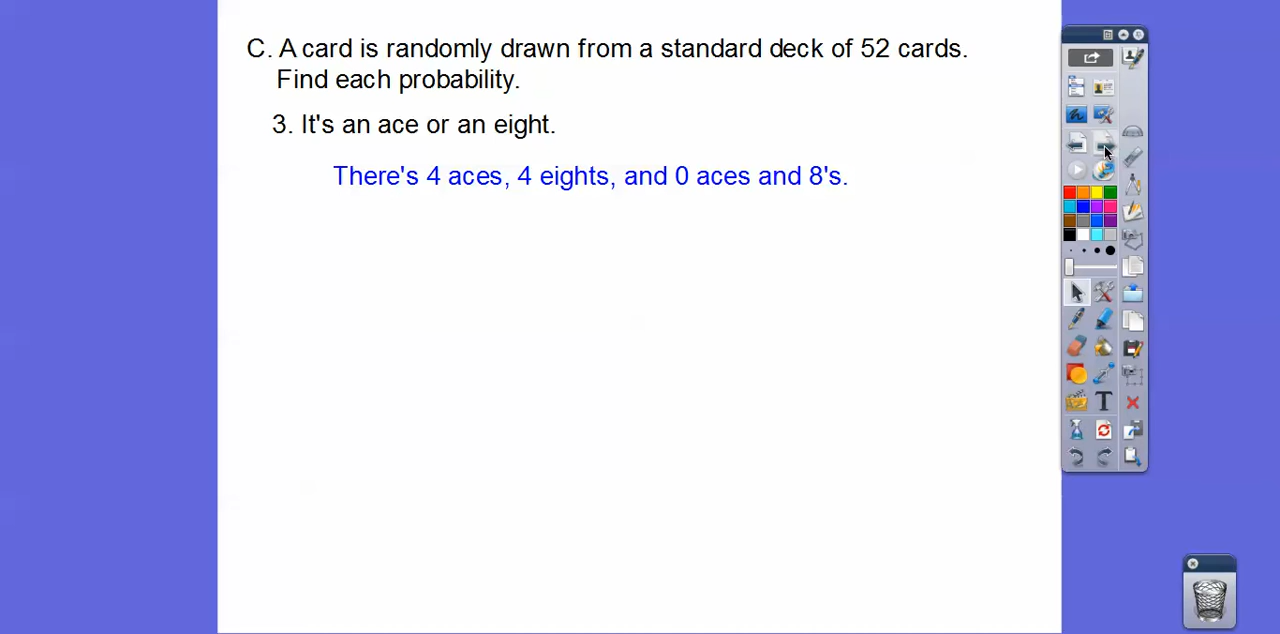 C. A card is randomly drawn from a standard deck of 52 cards.
Find each probability.
3. It's an ace or an eight.
There's 4 aces, 4 eights, and 0 aces and 8's.